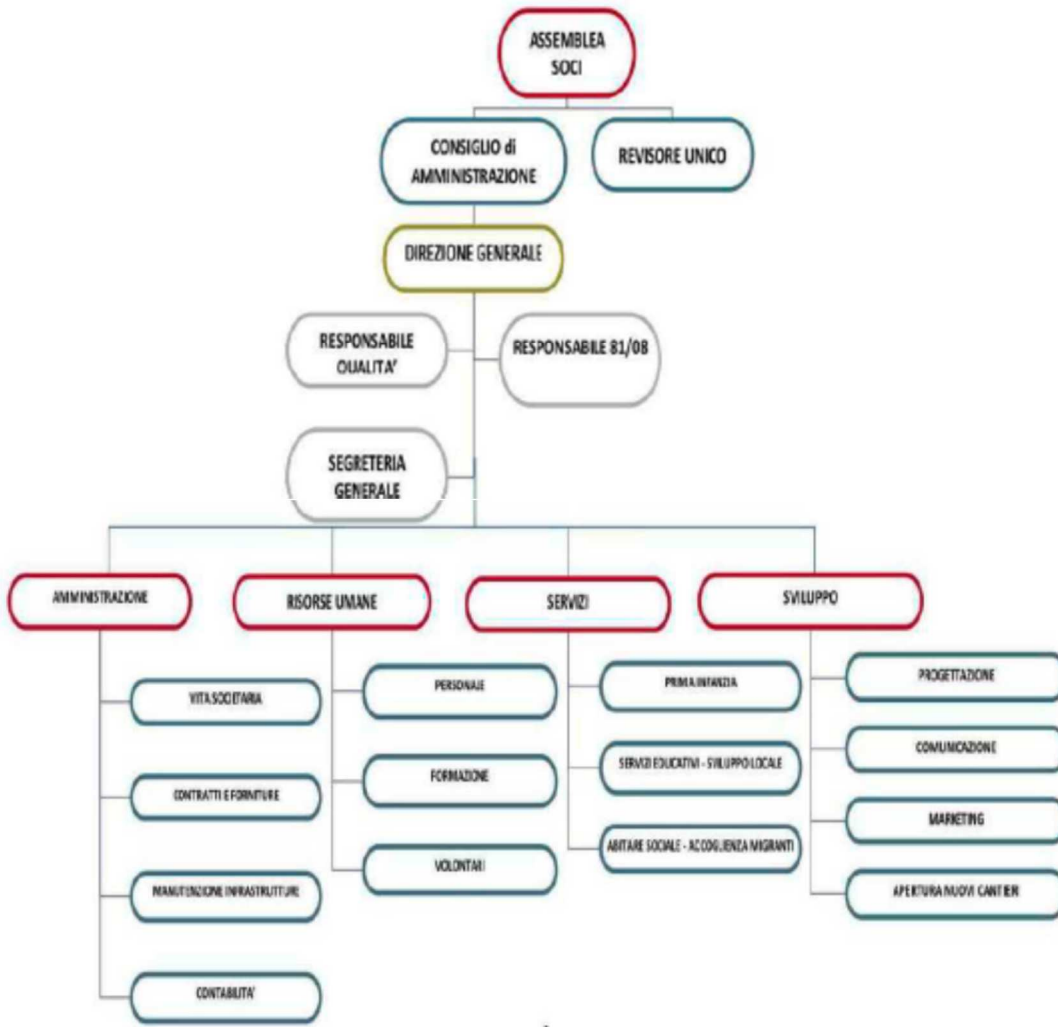 ASSEMBLEA
SOCI
CONSIGLIO di
AMMINISTRAZIONE
REVISORE UNICO
DIREZIONE GENERALE
RESPONSABILE
QUALITA'
RESPONSABILE 81/08
SEGRETERIA
GENERALE
AMMINISTRAZIONE
RISORSE UMANE
SERVIZI
SVILUPPO
VITA SOCIETARIA
CONTRATTI E FORNITURE
MANUTENZIONE INFRASTRUTTURE
CONTABILITA'
PERSONALE
FORMAZIONE
VOLONTARI
PRIMA INFANZIA
SERVIZI EDUCATIVI - SVILUPPO LOCALE
ABITARE SOCIALE - ACCOGLIENZA MIGRANTI
PROGETTAZIONE
COMUNICAZIONE
MARKETING
APERTURA NUOVI CANTIERI